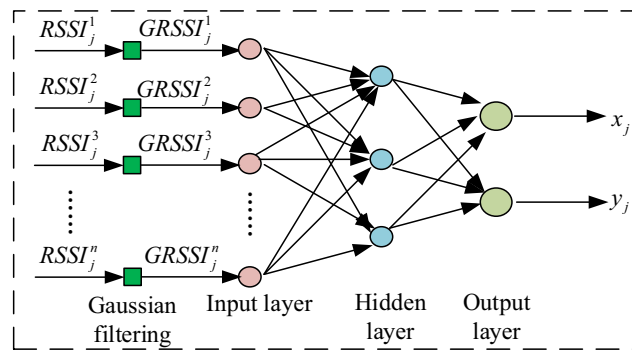 RSSI_j^1 GRSSI_j^1
RSSI_j^2 GRSSI_j^2
x_j
RSSI_j^3 GRSSI_j^3
y_j
RSSI_j^n GRSSI_j^n
Gaussian
filtering
Input layer
Hidden
layer
Output
layer